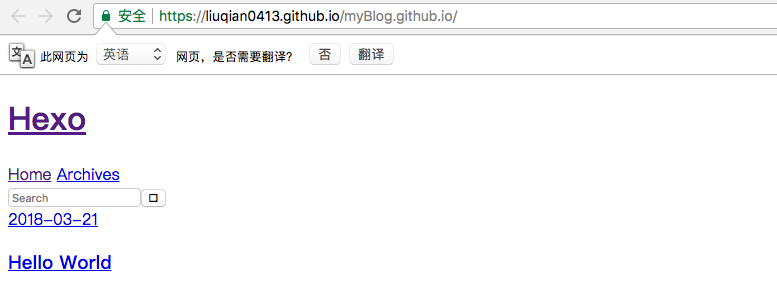 安全 https://liuqian0413.github.io/myBlog.github.io/
此网页为 英语 网页，是否需要翻译？ 否 翻译
Hexo
Home Archives
Search
2018-03-21
Hello World